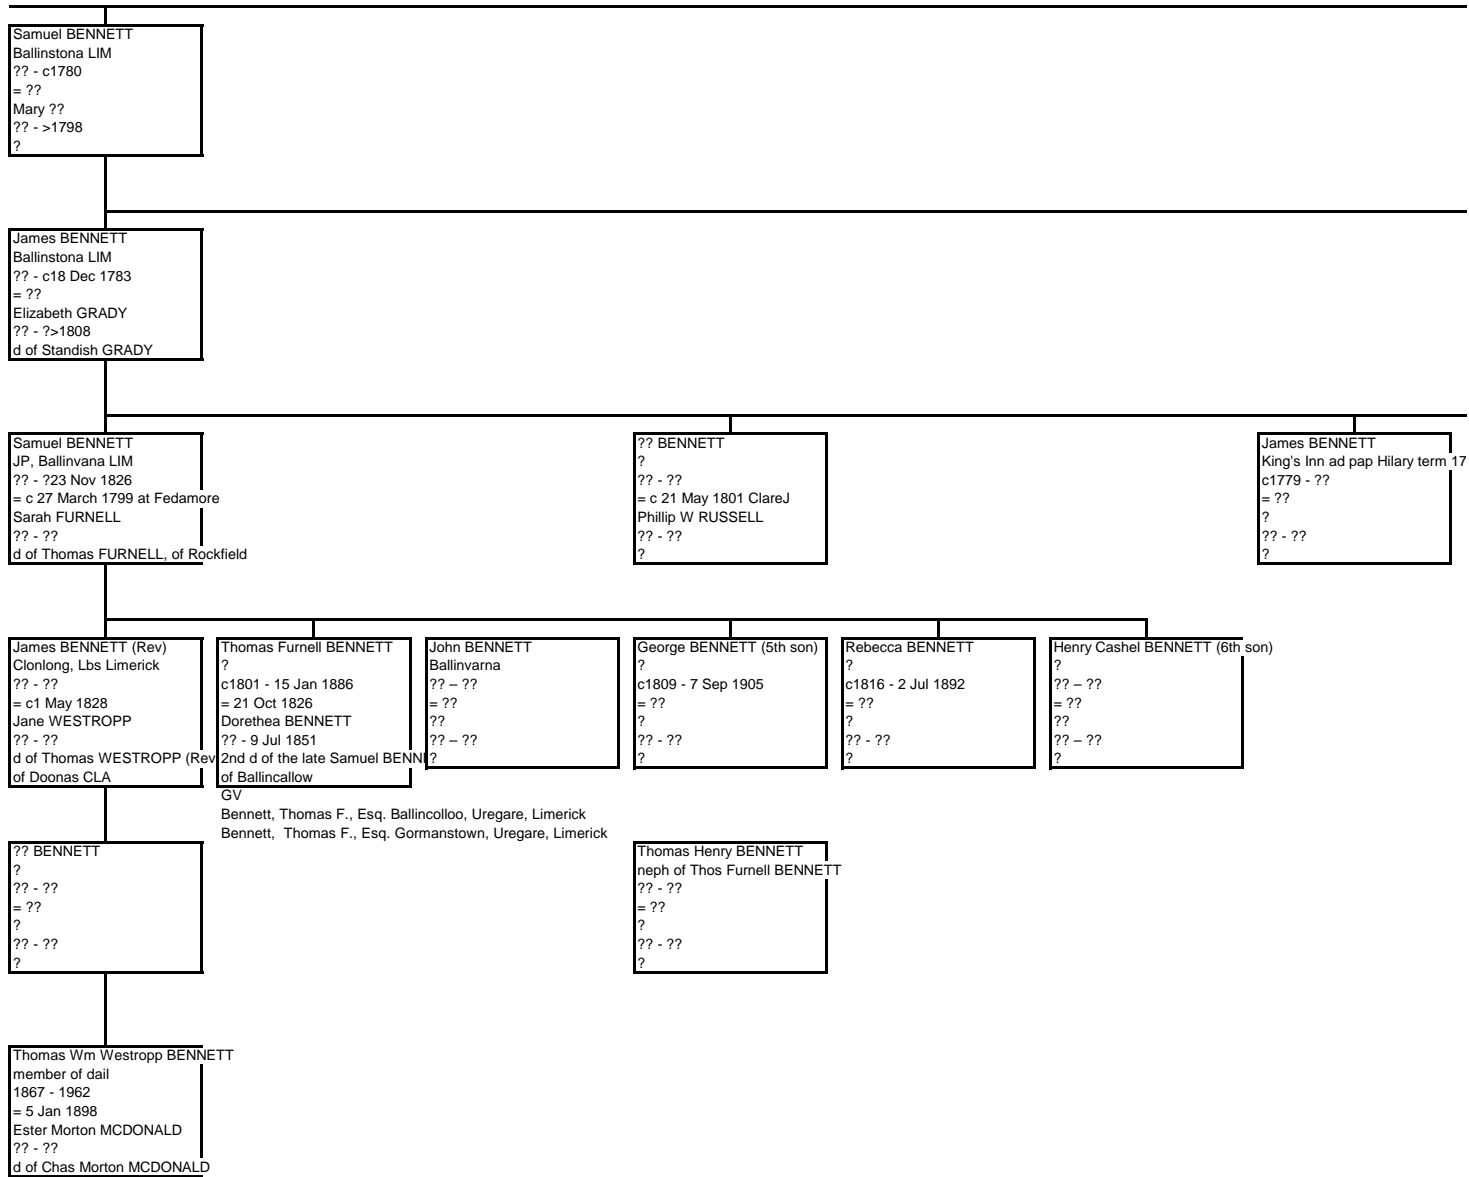 Samuel BENNETT
Ballinstona LIM
?? - c1780
= ??
Mary ??
?? - >1798
?
James BENNETT
Ballinstona LIM
?? - c18 Dec 1783
= ??
Elizabeth GRADY
?? - ?>1808
d of Standish GRADY
Samuel BENNETT
JP, Ballinvana LIM
?? - ?23 Nov 1826
= c 27 March 1799 at Fedamore
Sarah FURNELL
?? - ??
d of Thomas FURNELL, of Rockfield
?? BENNETT
?
?? - ??
= c 21 May 1801 ClareJ
Phillip W RUSSELL
?? - ??
?
James BENNETT
King's Inn ad pap Hilary term 17
c1779 - ??
= ??
?
?? - ??
?
James BENNETT (Rev)
Clonlong, Lbs Limerick
?? - ??
= c1 May 1828
Jane WESTROPP
?? - ??
d of Thomas WESTROPP (Rev
of Doonas CLA
Thomas Furnell BENNETT
?
c1801 - 15 Jan 1886
= 21 Oct 1826
Dorethea BENNETT
?? - 9 Jul 1851
2nd d of the late Samuel BENN
of Ballincallow
GV
Bennett, Thomas F., Esq. Ballincolloo, Uregare, Limerick
Bennett, Thomas F., Esq. Gormanstown, Uregare, Limerick
John BENNETT
Ballinvarna
?? – ??
= ??
??
?? – ??
?
George BENNETT (5th son)
?
c1809 - 7 Sep 1905
= ??
?
?? - ??
?
Rebecca BENNETT
?
c1816 - 2 Jul 1892
= ??
?
?? - ??
?
Henry Cashel BENNETT (6th son)
?
?? – ??
= ??
??
?? – ??
?
?? BENNETT
?
?? - ??
= ??
?
?? - ??
?
Thomas Henry BENNETT
neph of Thos Furnell BENNETT
?? - ??
= ??
?
?? - ??
?
Thomas Wm Westropp BENNETT
member of dail
1867 - 1962
= 5 Jan 1898
Ester Morton MCDONALD
?? - ??
d of Chas Morton MCDONALD